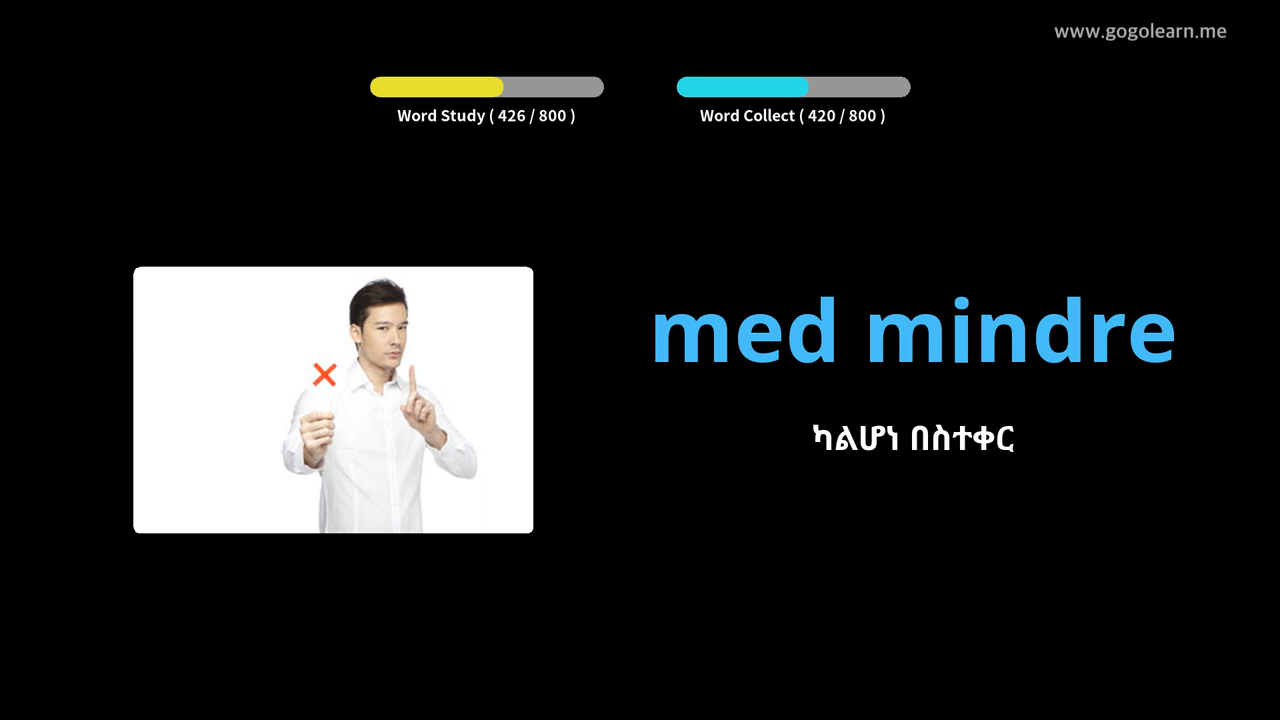 www.gogolearn.me
Word Study ( 426 / 800 )
Word Collect ( 420 / 800 )
med mindre
ካልሆነ በስተቀር